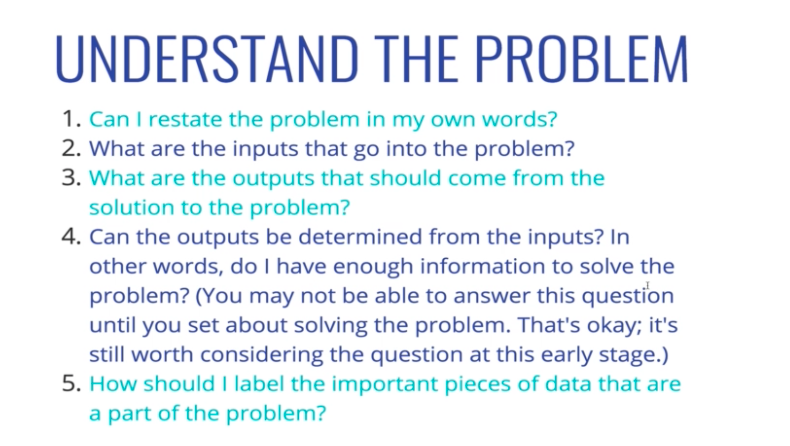 UNDERSTAND THE PROBLEM
1. Can I restate the problem in my own words?
2. What are the inputs that go into the problem?
3. What are the outputs that should come from the
solution to the problem?
4. Can the outputs be determined from the inputs? In
other words, do I have enough information to solve the
problem? (You may not be able to answer this question
until you set about solving the problem. That's okay; it's
still worth considering the question at this early stage.)
5. How should I label the important pieces of data that are
a part of the problem?